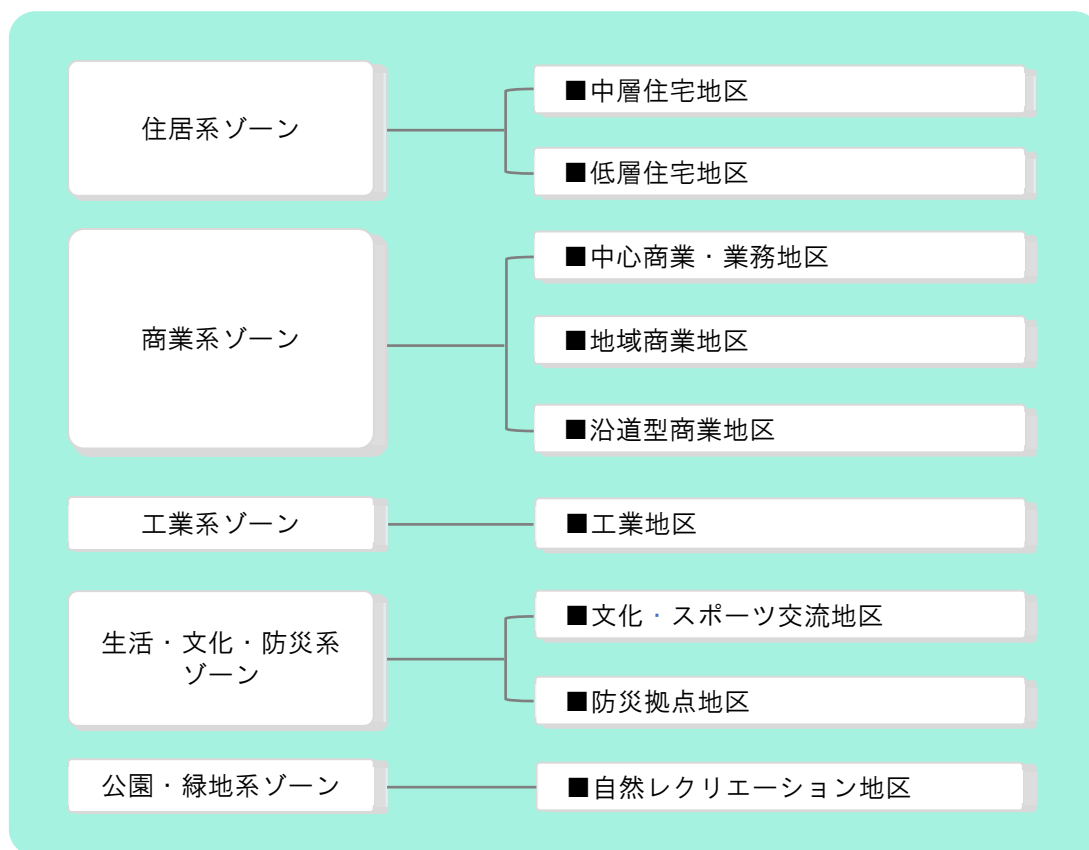 住居系ゾーン
■中層住宅地区
■低層住宅地区
商業系ゾーン
■中心商業・業務地区
■地域商業地区
■沿道型商業地区
工業系ゾーン
■工業地区
生活・文化・防災系
ゾーン
■文化・スポーツ交流地区
■防災拠点地区
公園・緑地系ゾーン
■自然レクリエーション地区